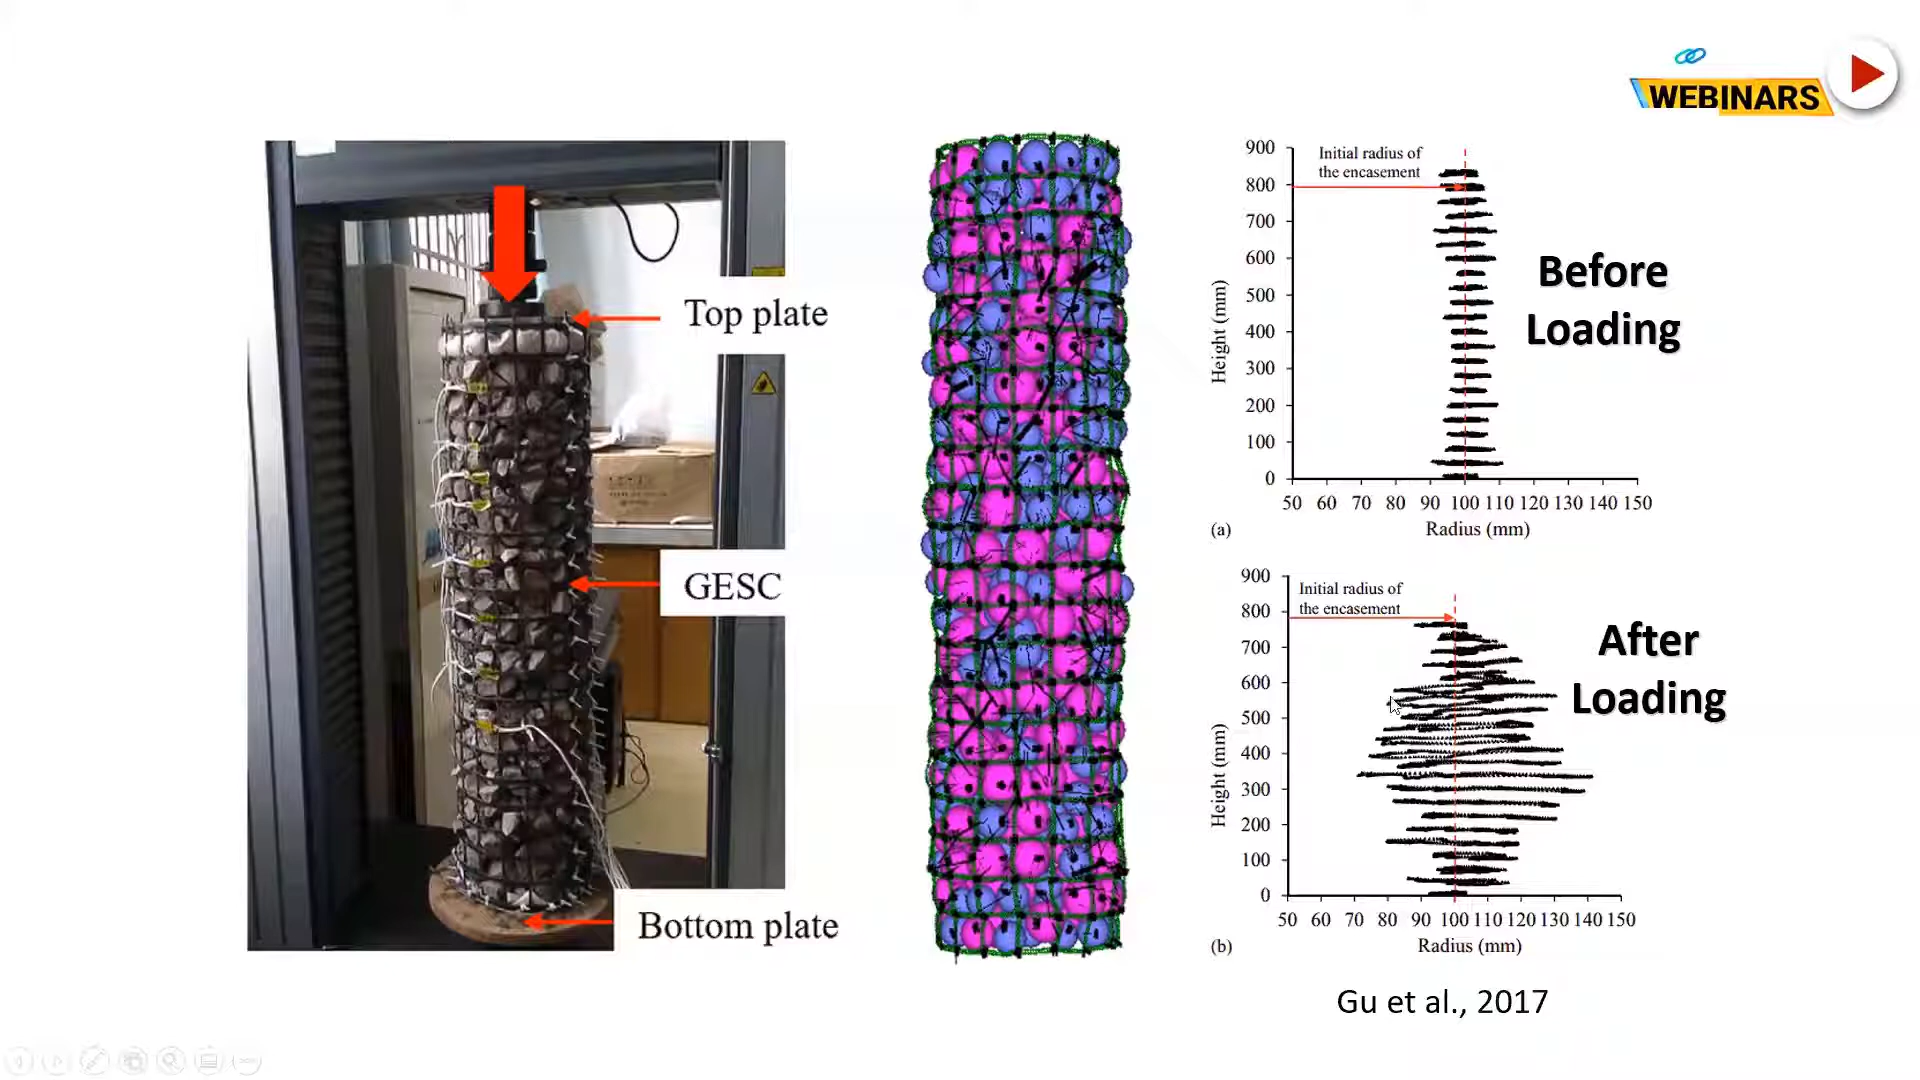 WEBINARS
Top plate
GESC
Bottom plate
900
800
700
600
500
400
300
200
100
0
Height (mm)
Initial radius of
the encasement
50 60 70 80 90 100 110 120 130 140 150
Radius (mm)
(a)
Before
Loading
900
800
700
600
500
400
300
200
100
0
Height (mm)
Initial radius of
the encasement
50 60 70 80 90 100 110 120 130 140 150
Radius (mm)
(b)
After
Loading
Gu et al., 2017